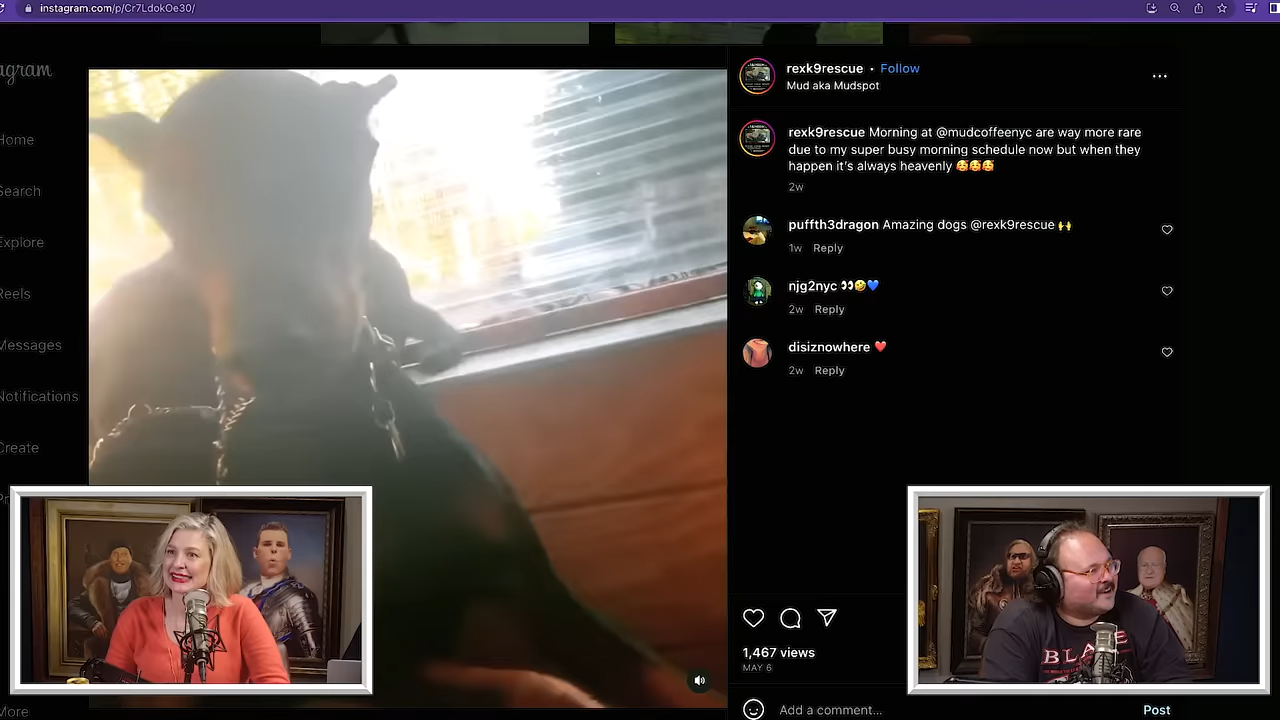 instagram.com/p/Cr7LdokOe30/
agram
Home
Search
Explore
Reels
Messages
Notifications
Create
More
rexk9rescue • Follow
Mud aka Mudspot
rexk9rescue Morning at @mudcoffeenyc are way more rare
due to my super busy morning schedule now but when they
happen it's always heavenly 🥰🥰🥰
2w
puffth3dragon Amazing dogs @rexk9rescue 🙌
1w Reply
njg2nyc 👀🤣💙
2w Reply
disiznowhere ❤️
2w Reply
1,467 views
MAY 6
Add a comment...
Post